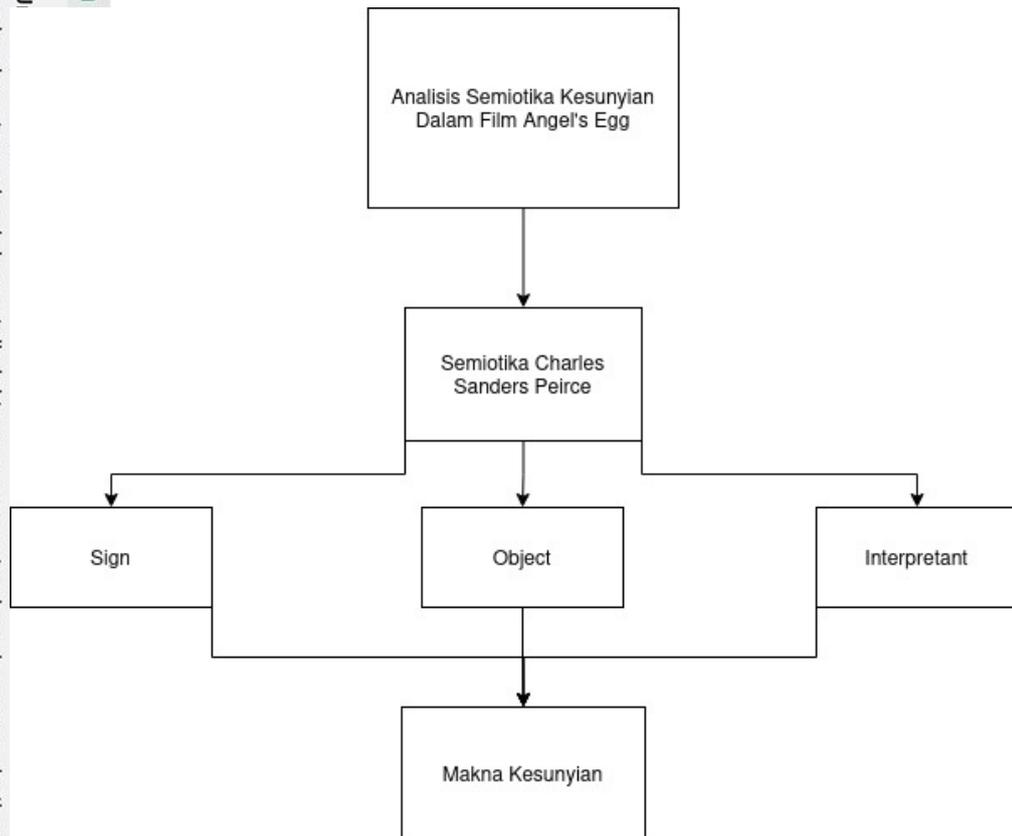 Analisis Semiotika Kesunyian
Dalam Film Angel's Egg
Semiotika Charles
Sanders Peirce
Sign
Object
Interpretant
Makna Kesunyian